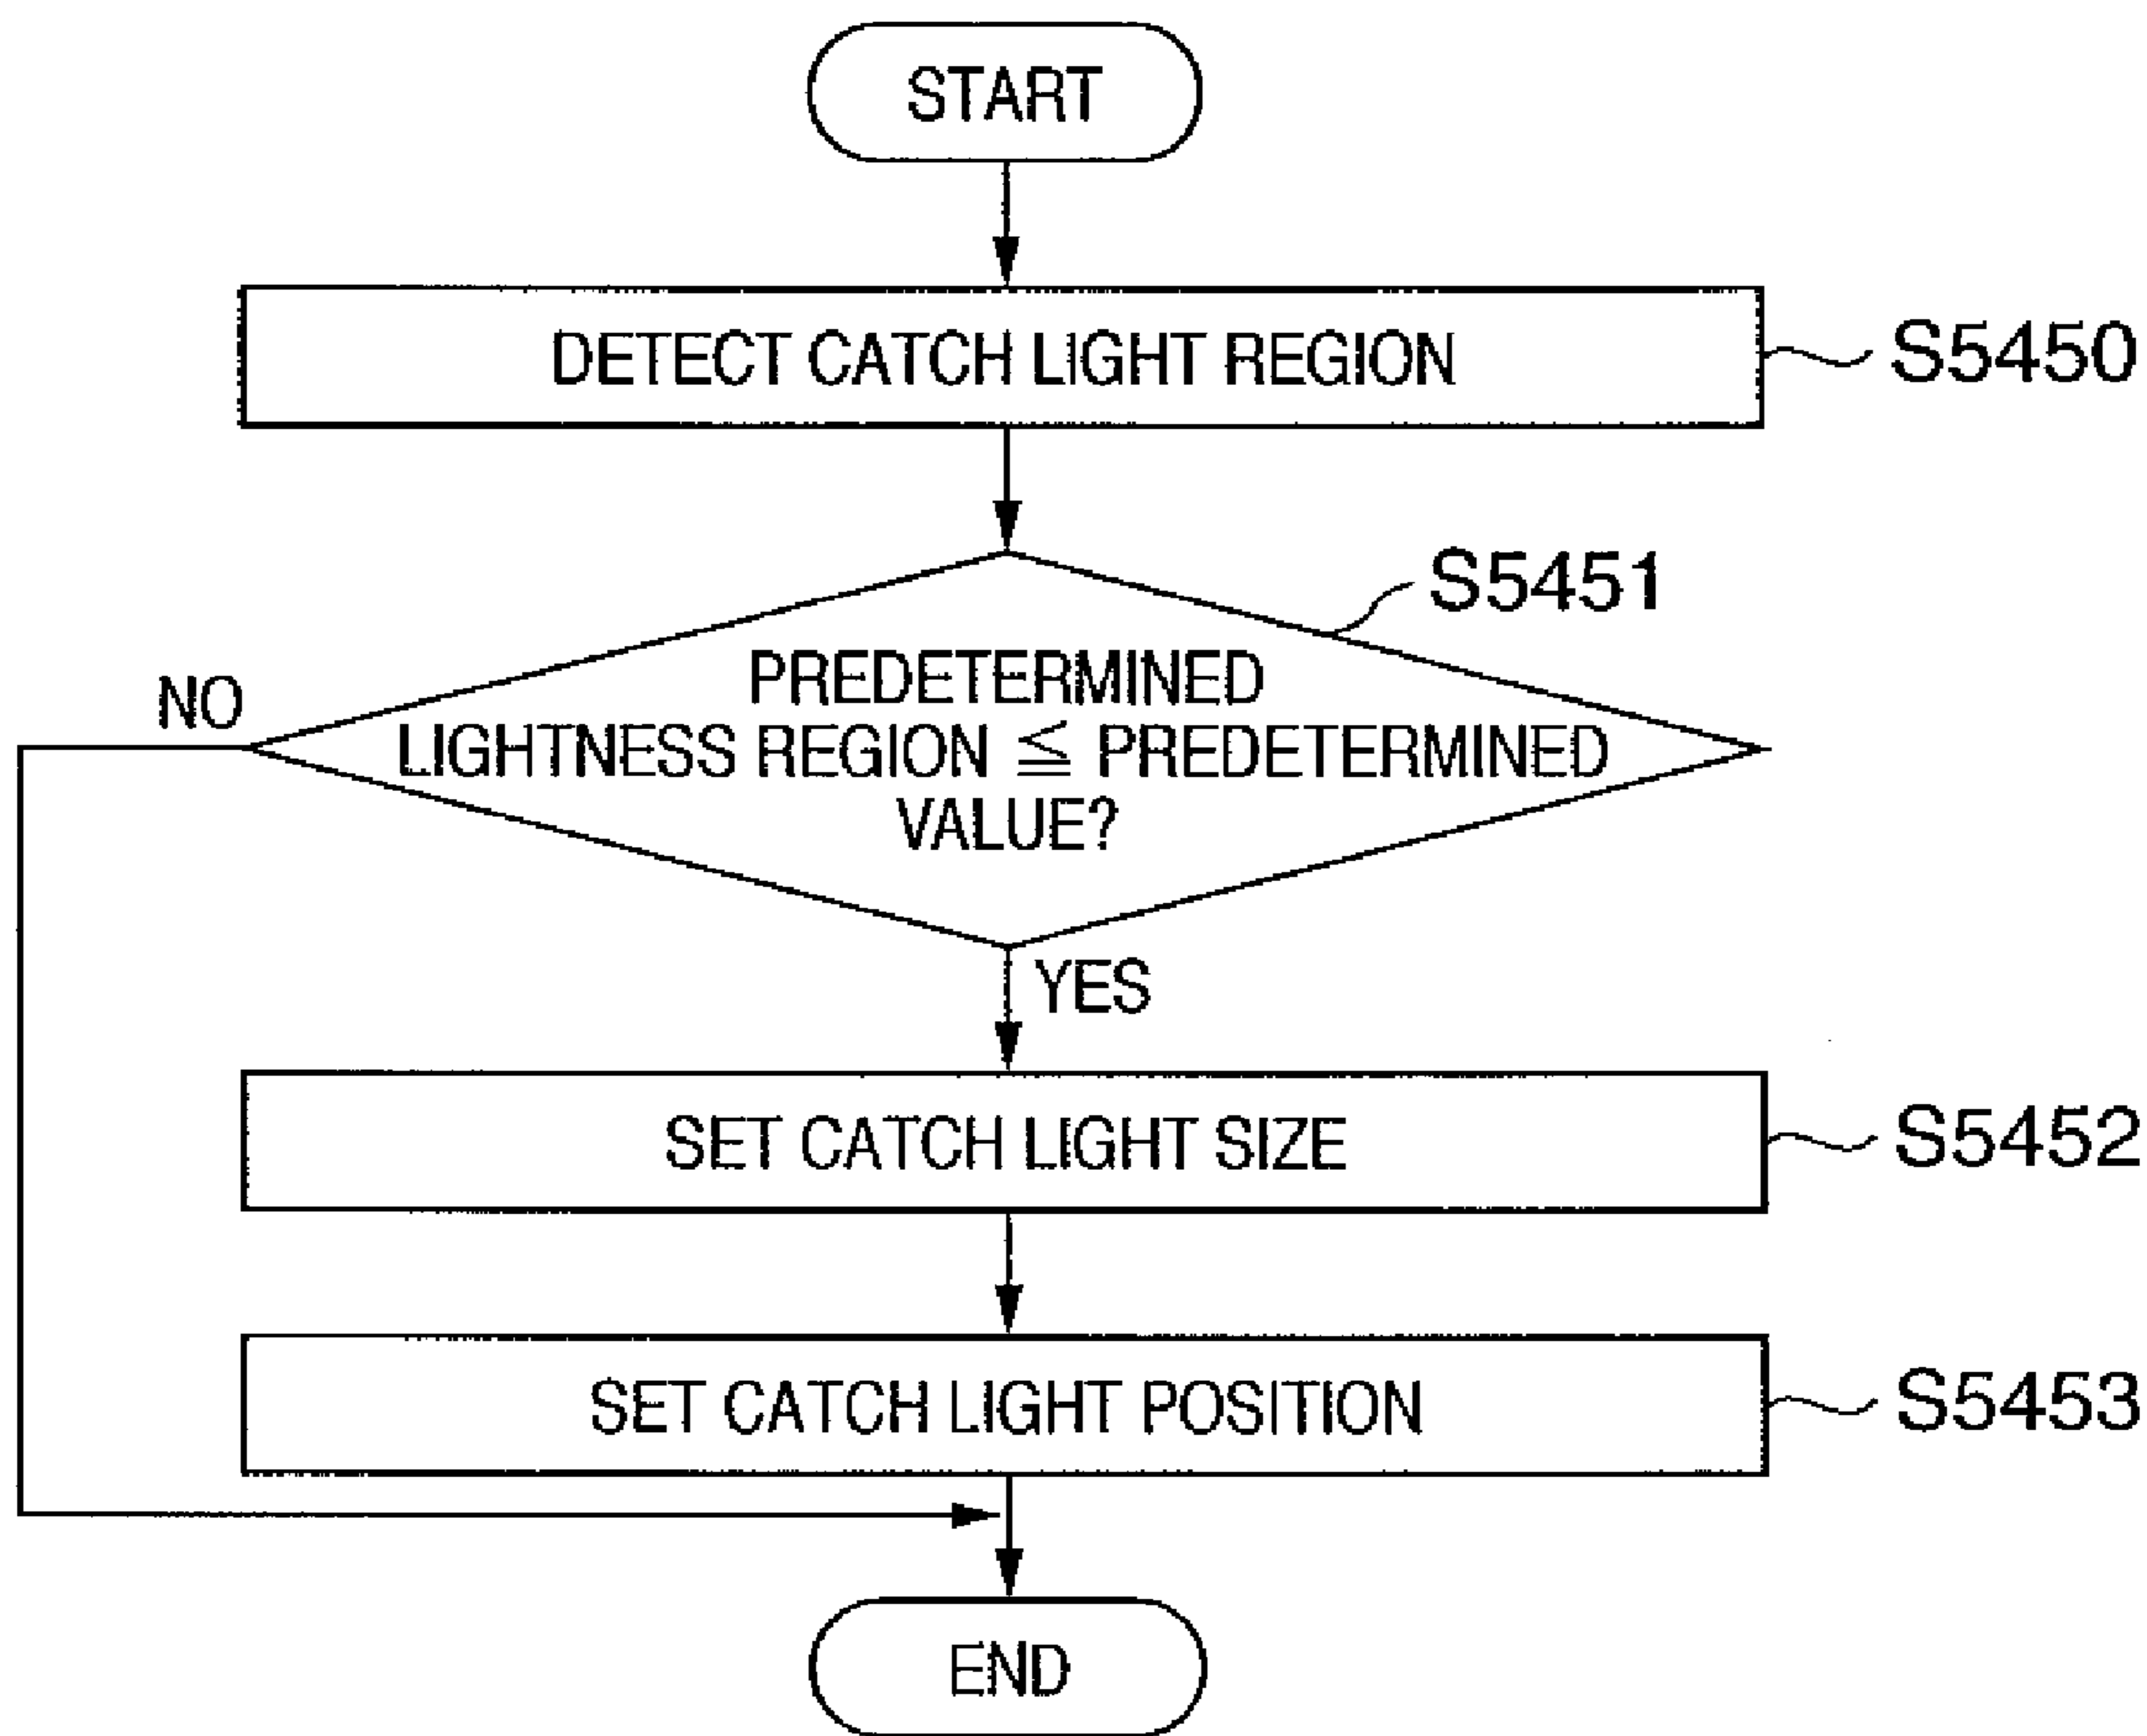 START
DETECT CATCH LIGHT REGION
S5450
S5451
PREDETERMINED
LIGHTNESS REGION ≦ PREDETERMINED
VALUE?
NO
YES
SET CATCH LIGHT SIZE
S5452
SET CATCH LIGHT POSITION
S5453
END